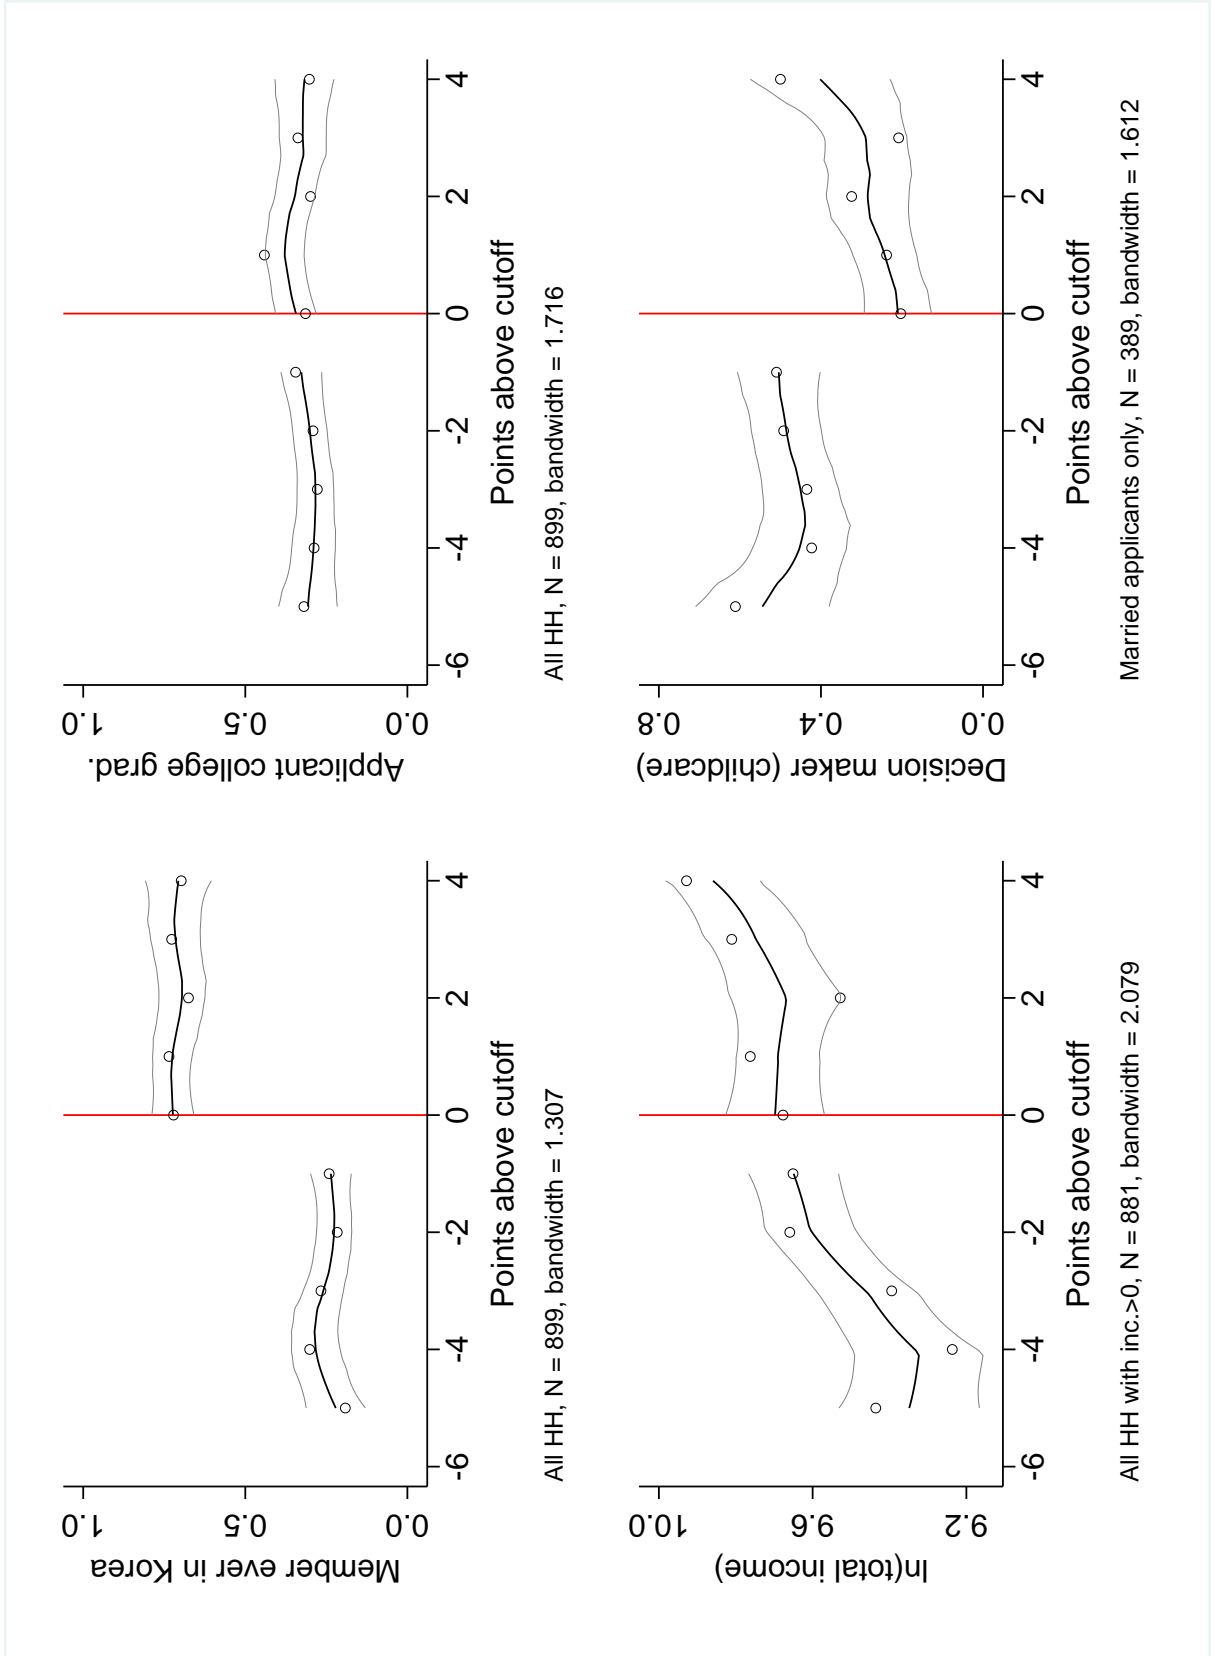 Member ever in Korea
1.0
0.5
0.0
-6 -4 -2 0 2 4
Points above cutoff
All HH, N = 899, bandwidth = 1.307
Applicant college grad.
1.0
0.5
0.0
-6 -4 -2 0 2 4
Points above cutoff
All HH, N = 899, bandwidth = 1.716
ln(total income)
10.0
9.6
9.2
-6 -4 -2 0 2 4
Points above cutoff
All HH with inc.>0, N = 881, bandwidth = 2.079
Decision maker (childcare)
0.8
0.4
0.0
-6 -4 -2 0 2 4
Points above cutoff
Married applicants only, N = 389, bandwidth = 1.612